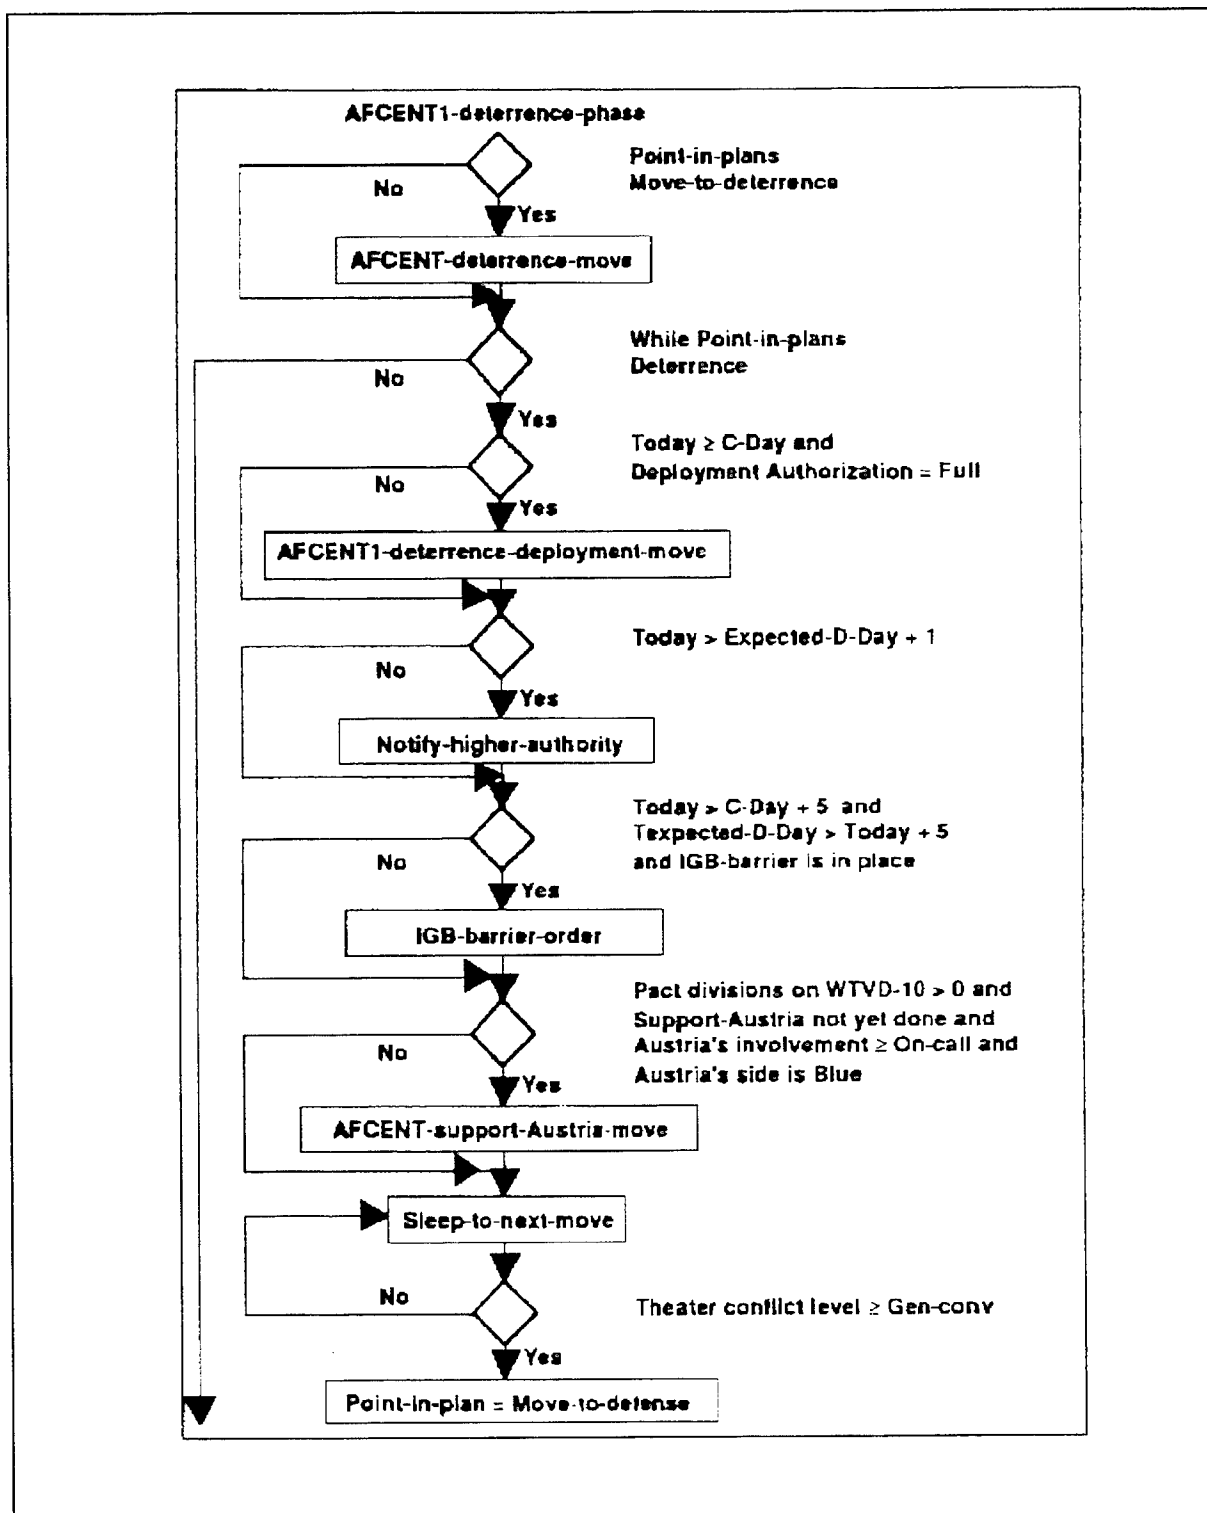 AFCENT1-deterrence-phase
Point-in-plans
Move-to-deterrence
No
Yes
AFCENT-deterrence-move
While Point-in-plans
Deterrence
No
Yes
Today ≥ C-Day and
Deployment Authorization = Full
No
Yes
AFCENT1-deterrence-deployment-move
Today > Expected-D-Day + 1
No
Yes
Notify-higher-authority
Today > C-Day + 5 and
Texpected-D-Day > Today + 5
and IGB-barrier is in place
No
Yes
IGB-barrier-order
Pact divisions on WTVD-10 > 0 and
Support-Austria not yet done and
Austria's involvement ≥ On-call and
Austria's side is Blue
No
Yes
AFCENT-support-Austria-move
Sleep-to-next-move
No
Theater conflict level ≥ Gen-conv
Yes
Point-in-plan = Move-to-defense